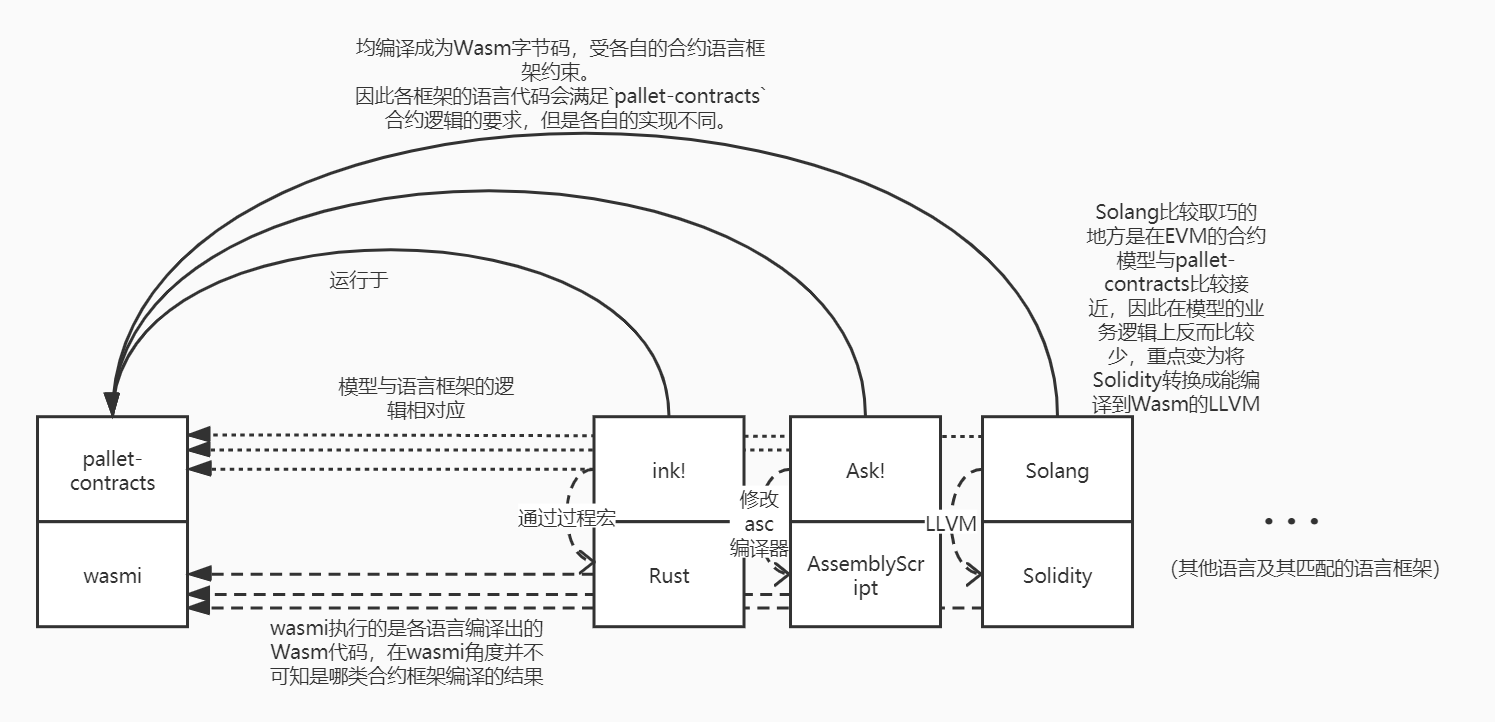 均编译成为Wasm字节码，受各自的合约语言框
架约束。
因此各框架的语言代码会满足`pallet-contracts`
合约逻辑的要求，但是各自的实现不同。
Solang比较取巧的
地方是在EVM的合约
模型与pallet-
contracts比较接
近，因此在模型的业
务逻辑上反而比较
少，重点变为将
Solidity转换成能编
译到Wasm的LLVM
运行于
模型与语言框架的逻
辑相对应
pallet-
contracts
ink!
Ask!
Solang
通过过程宏
修改
asc
编译器
LLVM
wasmi
Rust
AssemblyScr
ipt
Solidity
...
（其他语言及其匹配的语言框架）
wasmi执行的是各语言编译出的
Wasm代码，在wasmi角度并不
可知是哪类合约框架编译的结果